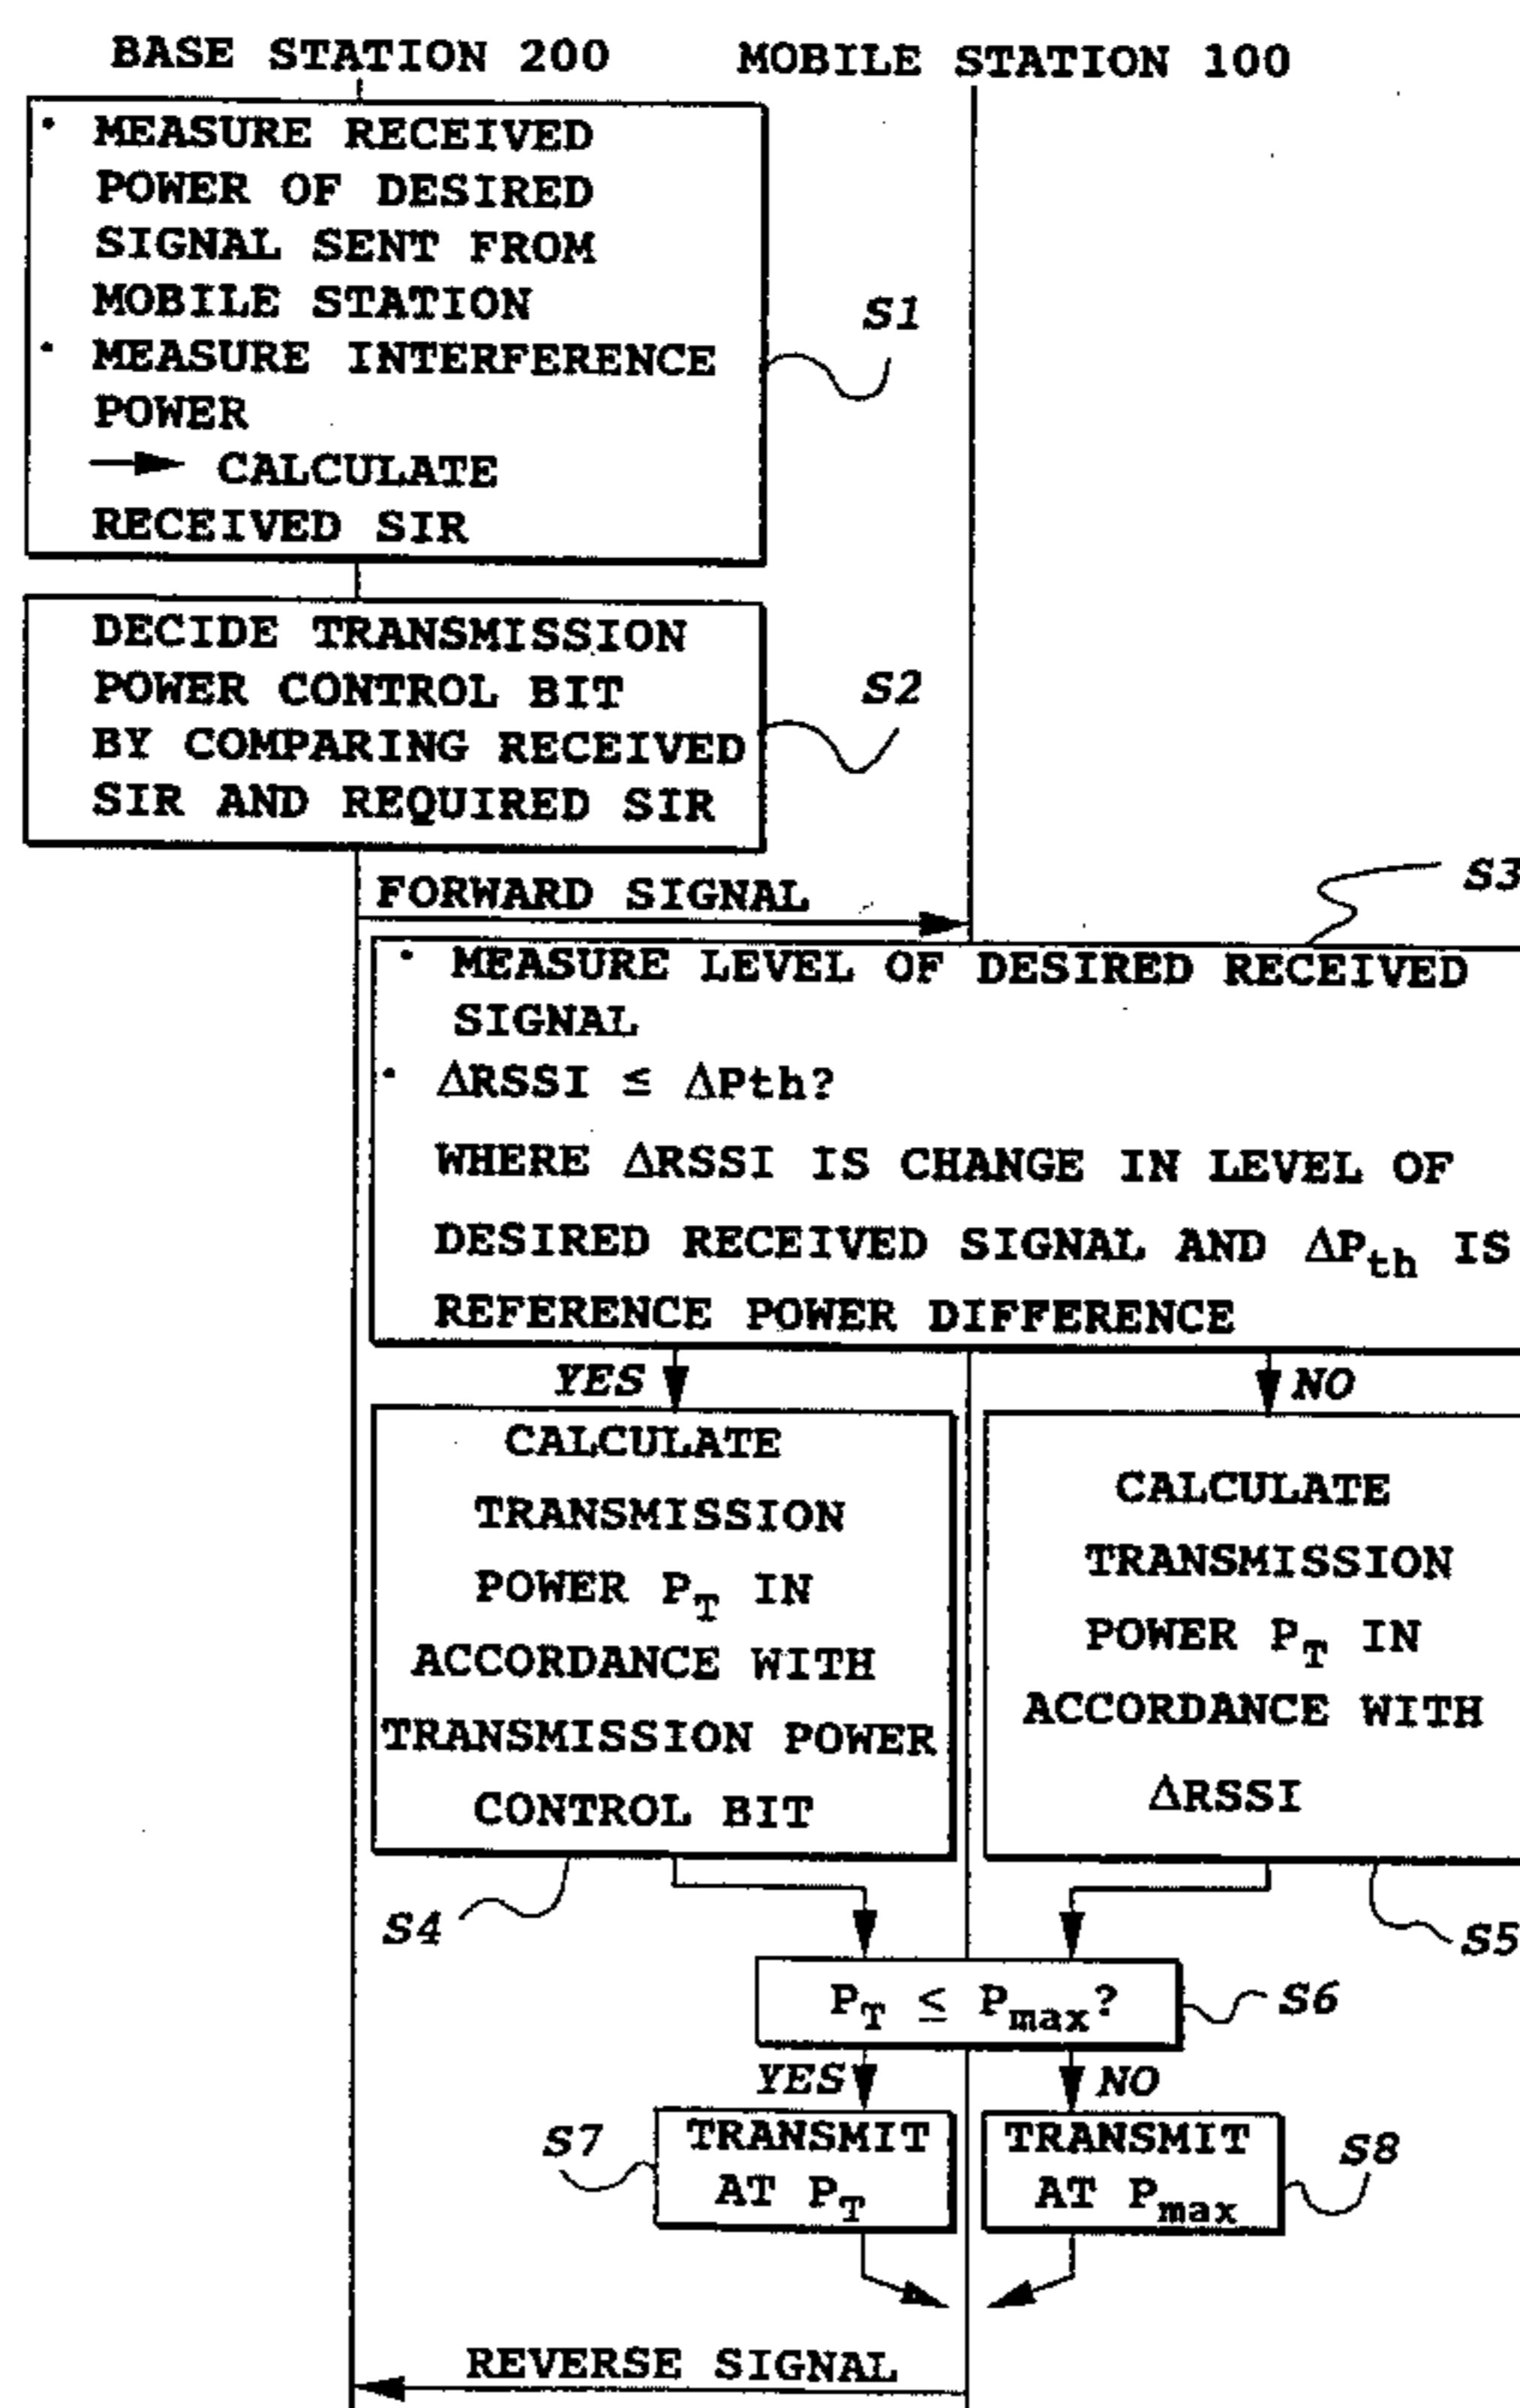 BASE STATION 200
MOBILE STATION 100
• MEASURE RECEIVED
POWER OF DESIRED
SIGNAL SENT FROM
MOBILE STATION
• MEASURE INTERFERENCE
POWER
→ CALCULATE
RECEIVED SIR
S1
DECIDE TRANSMISSION
POWER CONTROL BIT
BY COMPARING RECEIVED
SIR AND REQUIRED SIR
S2
FORWARD SIGNAL
S3
• MEASURE LEVEL OF DESIRED RECEIVED
SIGNAL
• ΔRSSI ≤ ΔPth?
WHERE ΔRSSI IS CHANGE IN LEVEL OF
DESIRED RECEIVED SIGNAL AND ΔPth IS
REFERENCE POWER DIFFERENCE
YES
NO
CALCULATE
TRANSMISSION
POWER PT IN
ACCORDANCE WITH
TRANSMISSION POWER
CONTROL BIT
CALCULATE
TRANSMISSION
POWER PT IN
ACCORDANCE WITH
ΔRSSI
S4
S5
PT ≤ Pmax?
S6
YES
NO
S7
TRANSMIT
AT PT
TRANSMIT
AT Pmax
S8
REVERSE SIGNAL